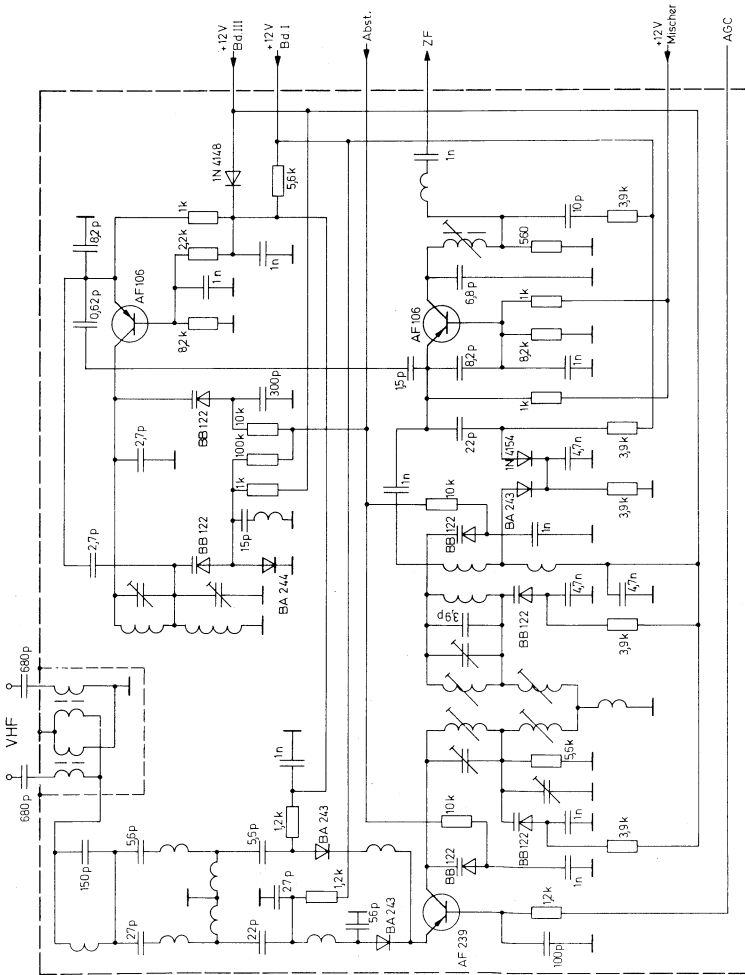 680p
VHF
680p
+12V
Bd.III
+12V
Bd.I
Abst.
ZF
+12V
Mischer
AGC
150p
5,6p
5,6p
1n
1,2k
BA 243
27p
22p
27p
1,2k
56p
BA 243
AF 239
100p
1,2k
8,2p
0,62p
AF106
1k
1N 4148
2,2k
1n
1n
5,6k
8,2k
2,7p
2,7p
BB 122
300p
10k
100k
1k
BB 122
15p
BA 244
1n
10p
3,9k
560
6,8p
AF106
1k
8,2k
1,5p
8,2p
1n
1k
22p
1n
1N 4154
4,7n
3,9k
10k
BB 122
BA 243
3,9k
1n
3,9p
BB 122
4,7n
4,7n
3,9k
10k
BB 122
1n
BB 122
1n
5,6k
3,9k